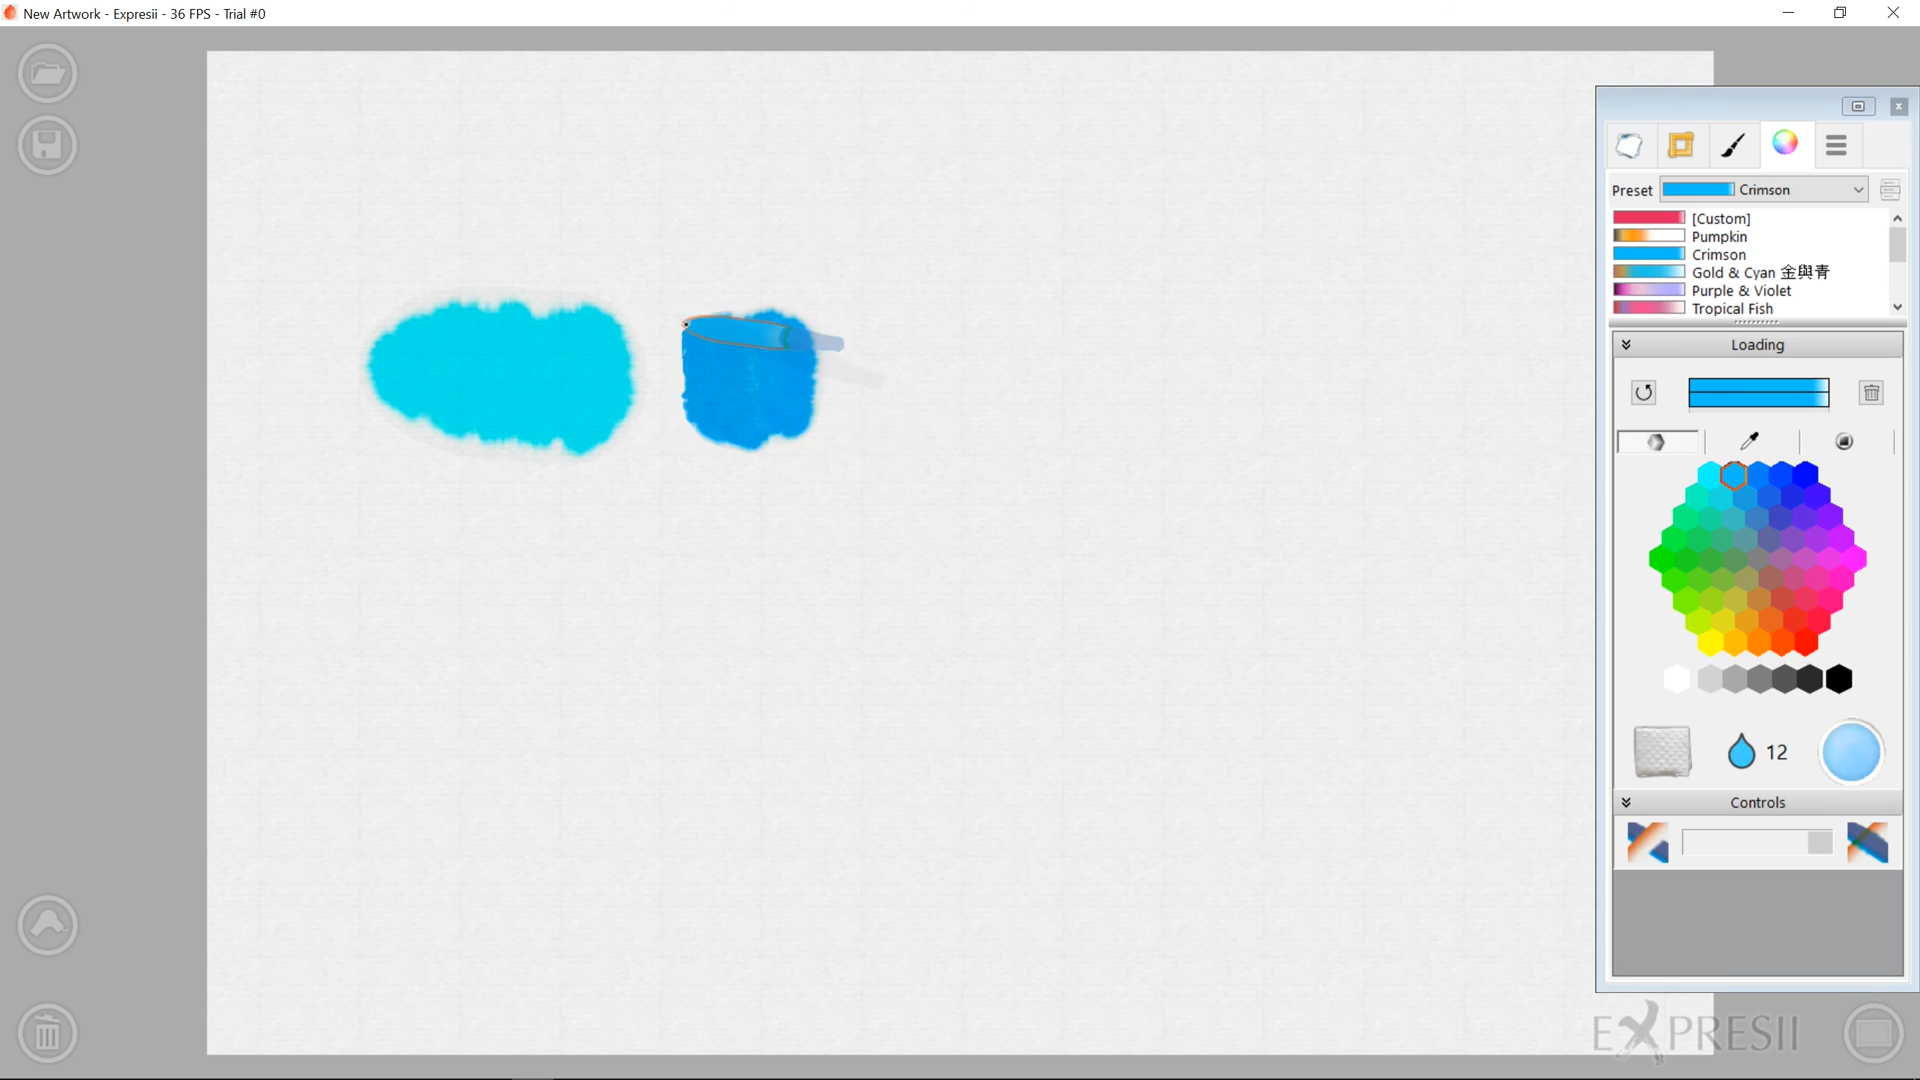 New Artwork - Expresii - 36 FPS - Trial #0
Preset
Crimson
[Custom]
Pumpkin
Crimson
Gold & Cyan 金與青
Purple & Violet
Tropical Fish
Loading
12
Controls
EXPRESII